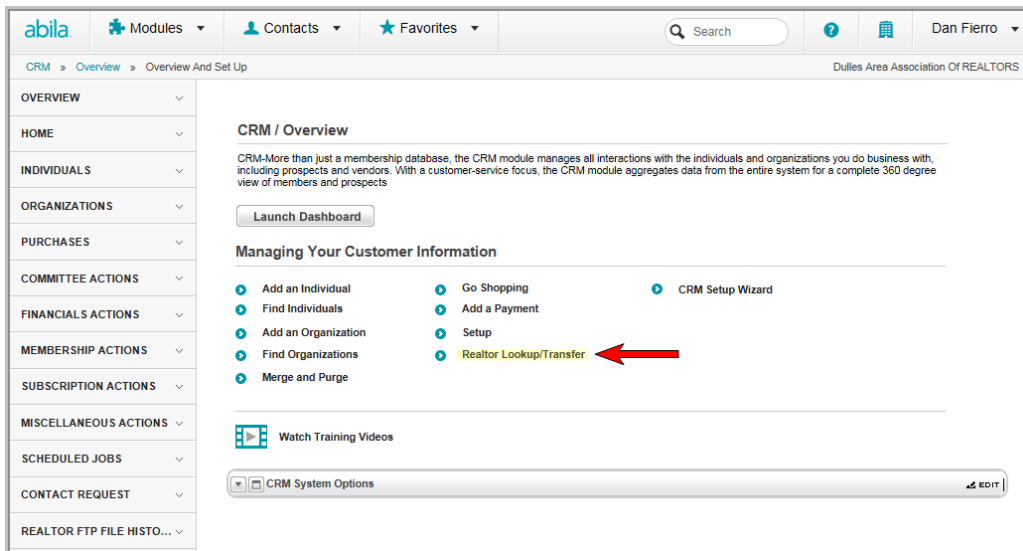 abila.
Modules
Contacts
Favorites
Search
?
Dan Fierro
CRM » Overview » Overview And Set Up
Dulles Area Association Of REALTORS
OVERVIEW
HOME
INDIVIDUALS
ORGANIZATIONS
PURCHASES
COMMITTEE ACTIONS
FINANCIALS ACTIONS
MEMBERSHIP ACTIONS
SUBSCRIPTION ACTIONS
MISCELLANEOUS ACTIONS
SCHEDULED JOBS
CONTACT REQUEST
REALTOR FTP FILE HISTO...
CRM / Overview
CRM-More than just a membership database, the CRM module manages all interactions with the individuals and organizations you do business with,
including prospects and vendors. With a customer-service focus, the CRM module aggregates data from the entire system for a complete 360 degree
view of members and prospects
Launch Dashboard
Managing Your Customer Information
Add an Individual
Find Individuals
Add an Organization
Find Organizations
Merge and Purge
Go Shopping
Add a Payment
Setup
Realtor Lookup/Transfer
CRM Setup Wizard
Watch Training Videos
CRM System Options
EDIT